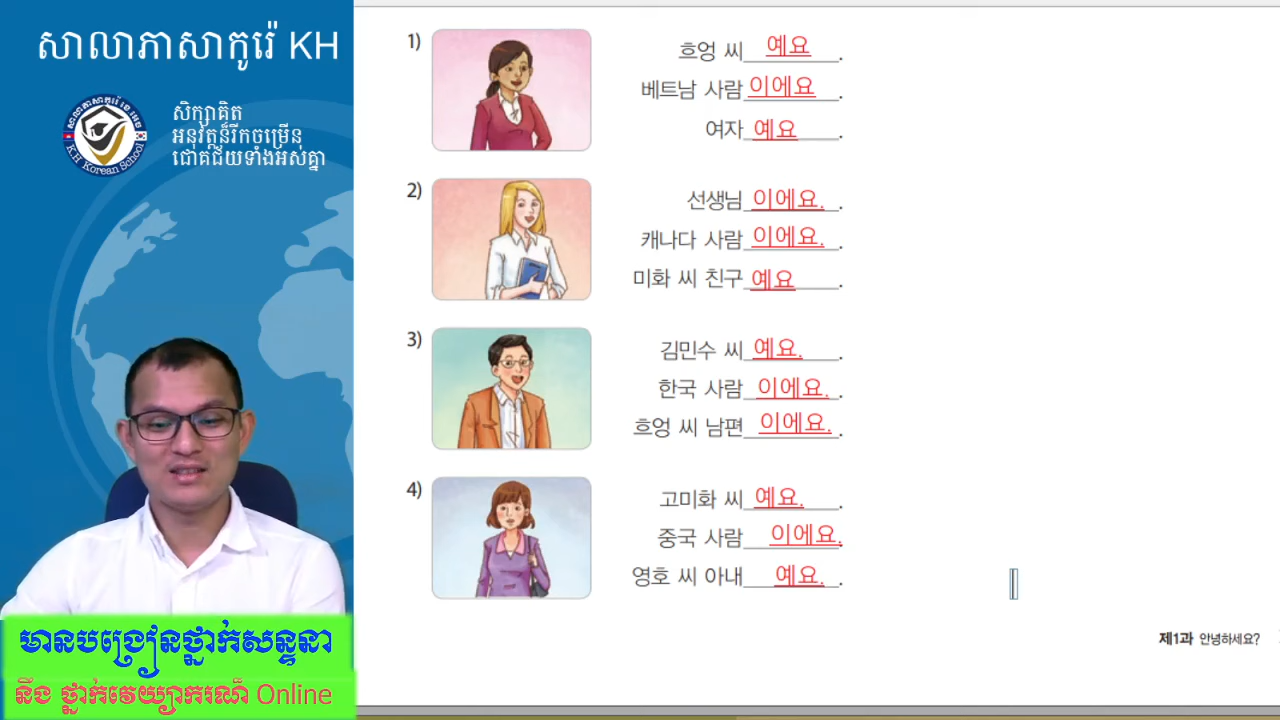 សាលាភាសាកូរ៉េ KH
សិក្សាគិត
អនុវត្តន៏រីកចម្រើន
ជោគជ័យទាំងអស់គ្នា
K.H Korean School
មានបង្រៀនថ្នាក់សន្ទនា
និង ថ្នាក់វេយ្យាករណ៏ Online
1)
흐엉 씨 예요.
베트남 사람 이에요.
여자 예요.
2)
선생님 이에요. .
캐나다 사람 이에요. .
미화 씨 친구 예요.
3)
김민수 씨 예요. .
한국 사람 이에요. .
흐엉 씨 남편 이에요. .
4)
고미화 씨 예요. .
중국 사람 이에요. .
영호 씨 아내 예요. .
제1과 안녕하세요?